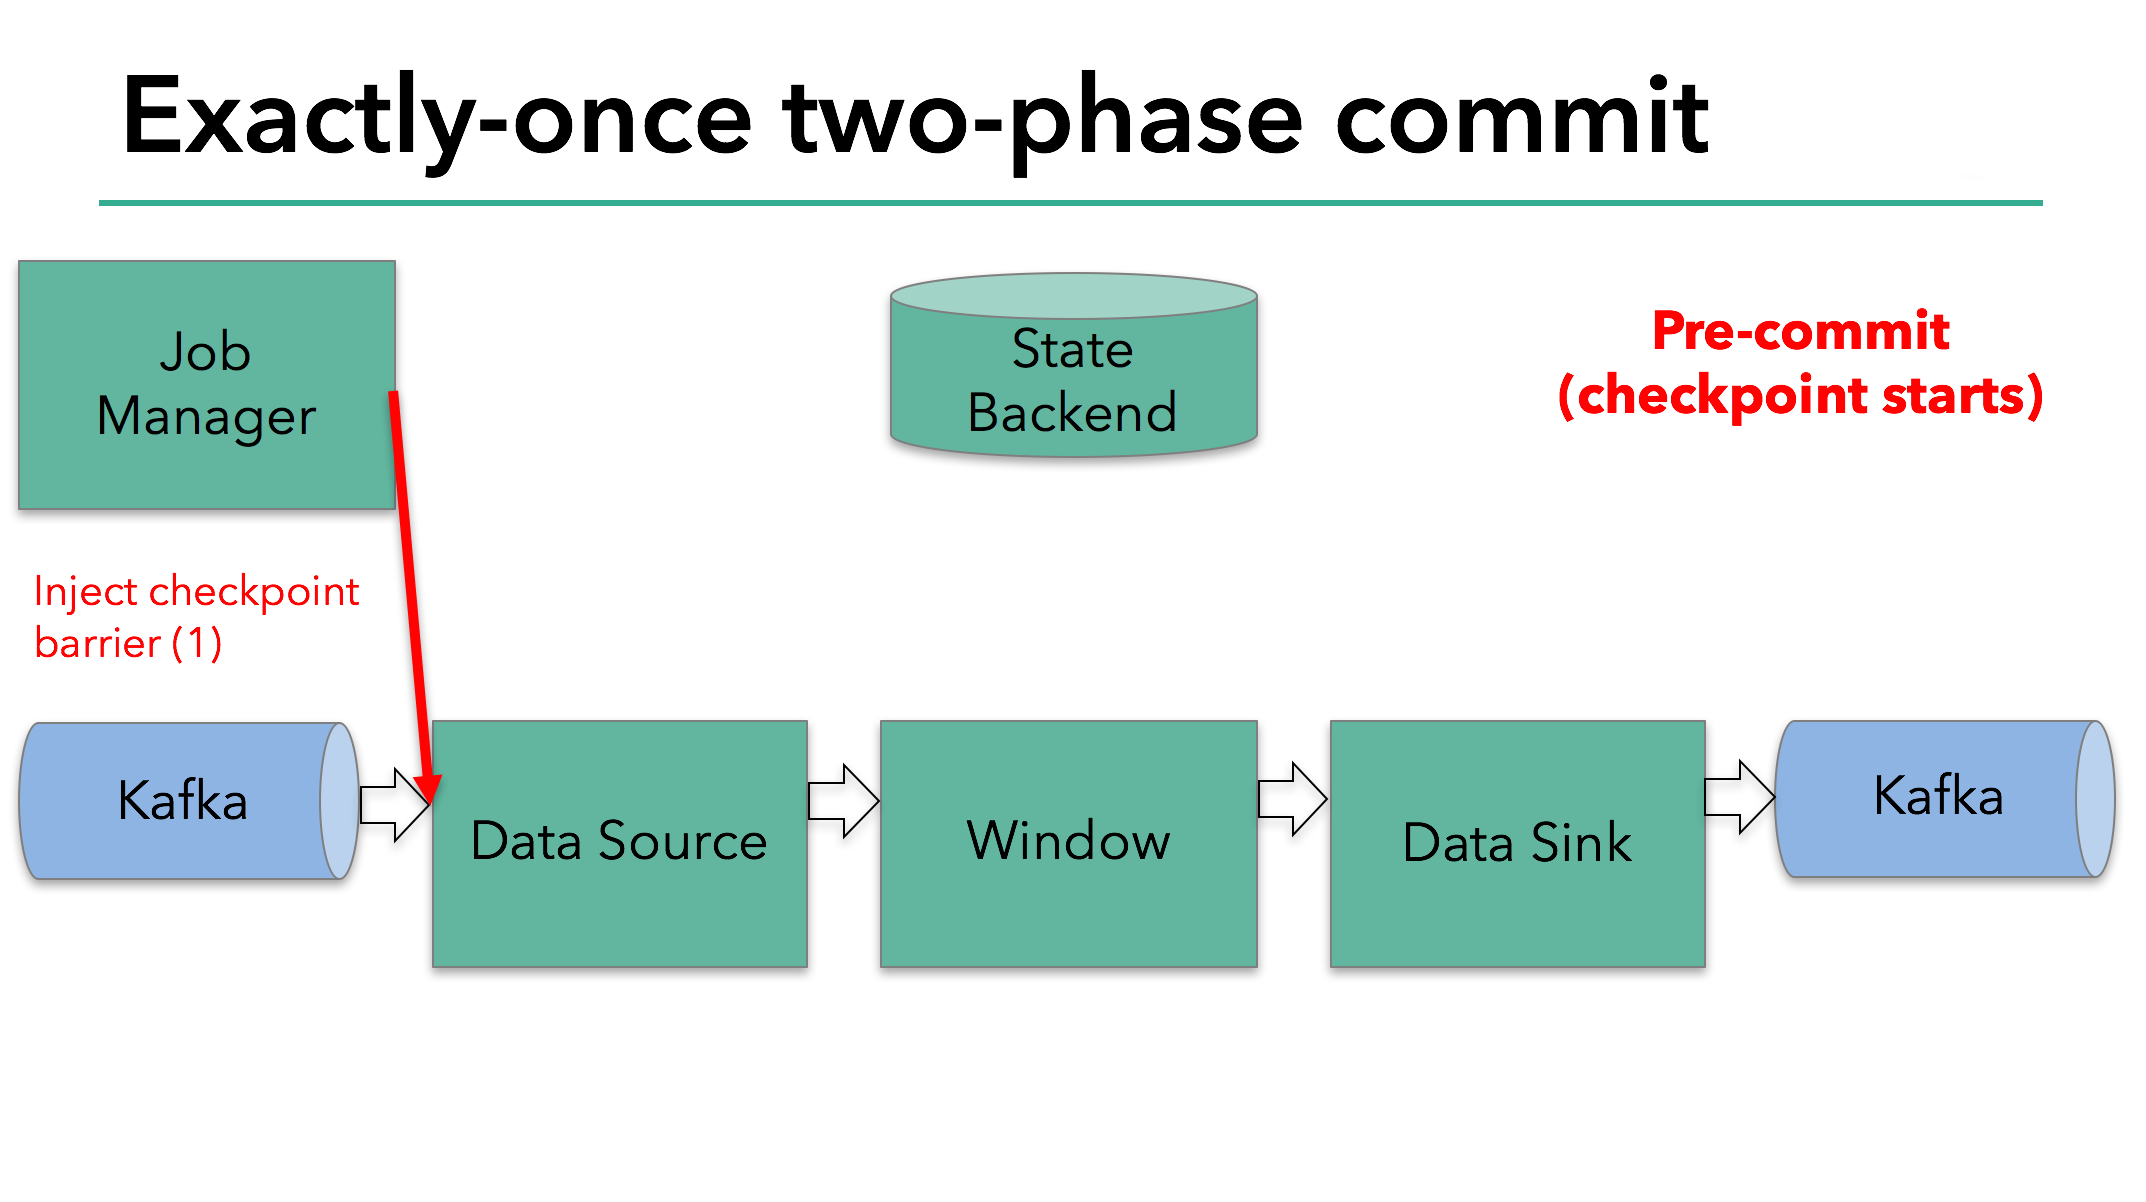 Exactly-once two-phase commit
Job
Manager
State
Backend
Pre-commit
(checkpoint starts)
Inject checkpoint
barrier (1)
Kafka
Data Source
Window
Data Sink
Kafka